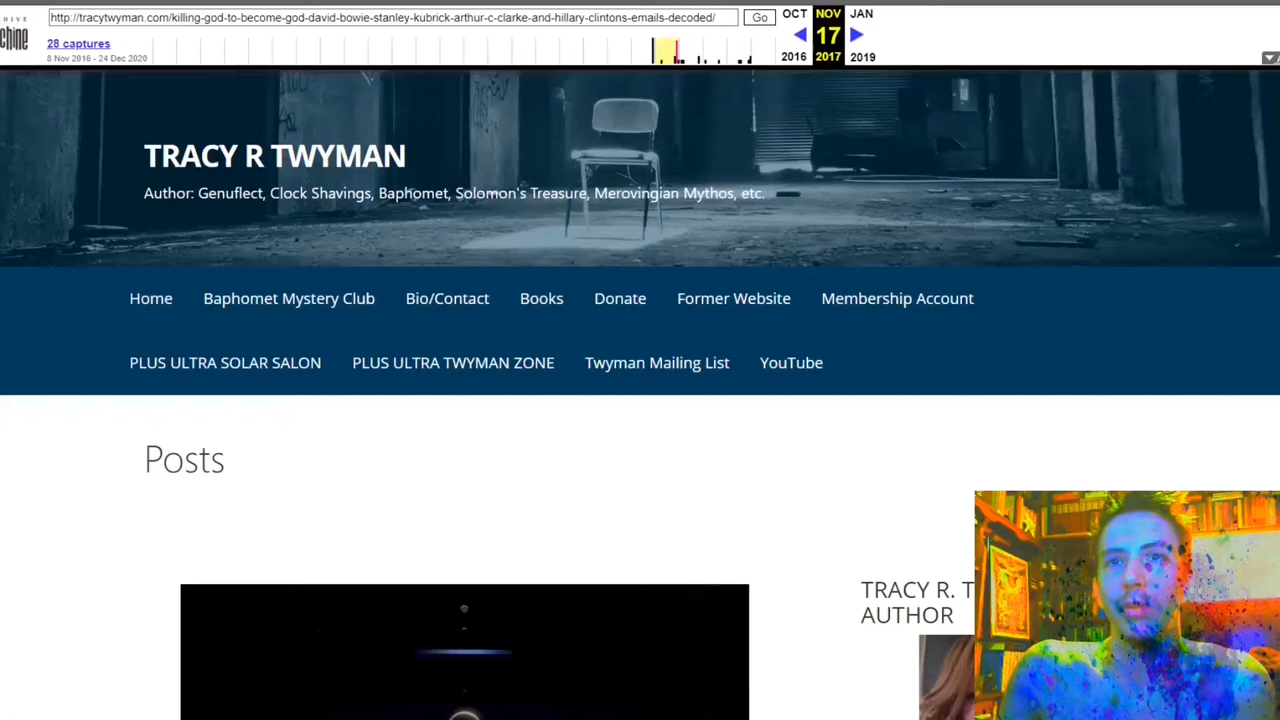 http://tracytwyman.com/killing-god-to-become-god-david-bowie-stanley-kubrick-arthur-c-clarke-and-hillary-clintons-emails-decoded/ Go OCT NOV JAN
28 captures 17
8 Nov 2016 - 24 Dec 2020 2016 2017 2019
TRACY R TWYMAN
Author: Genuflect, Clock Shavings, Baphomet, Solomon's Treasure, Merovingian Mythos, etc.
Home Baphomet Mystery Club Bio/Contact Books Donate Former Website Membership Account
PLUS ULTRA SOLAR SALON PLUS ULTRA TWYMAN ZONE Twyman Mailing List YouTube
Posts
TRACY R. T
AUTHOR